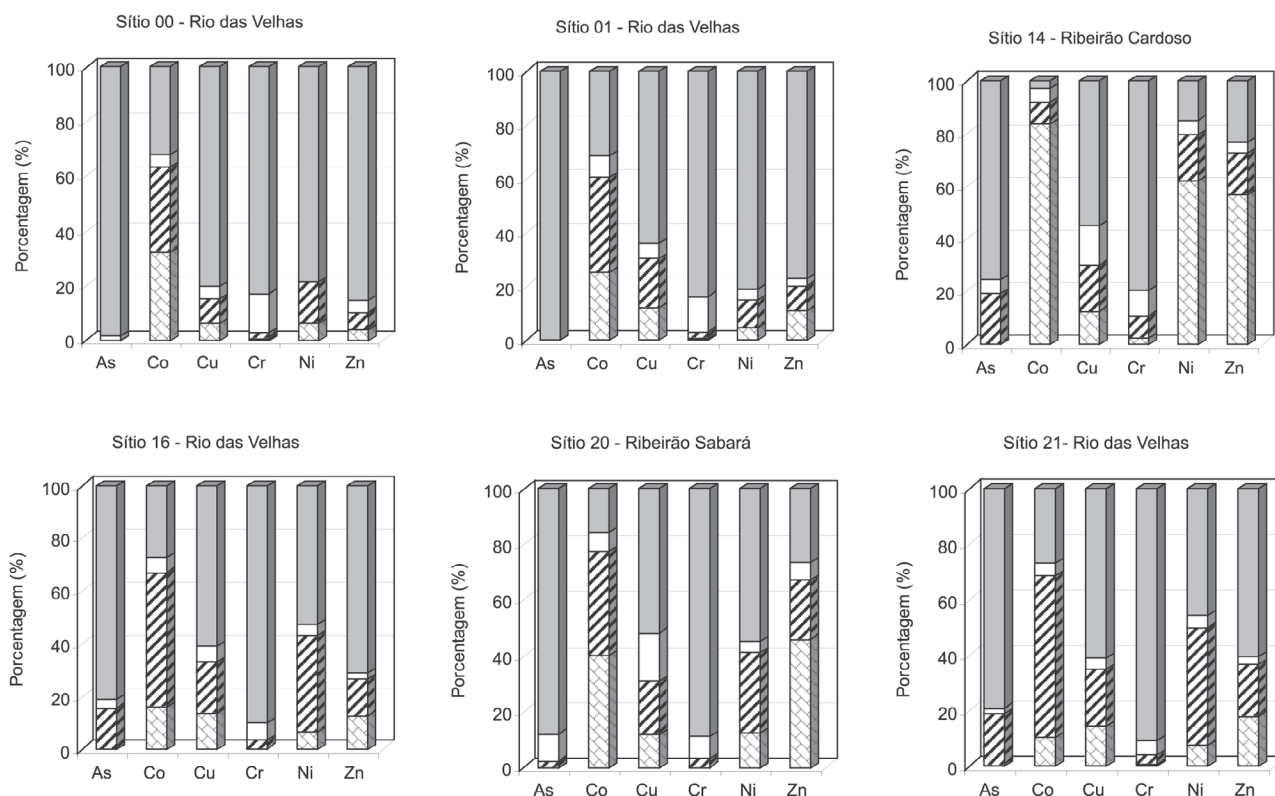 Sítio 00 - Rio das Velhas
Porcentagem (%)
100
80
60
40
20
0
As Co Cu Cr Ni Zn
Sítio 01 - Rio das Velhas
Porcentagem (%)
100
80
60
40
20
0
As Co Cu Cr Ni Zn
Sítio 14 - Ribeirão Cardoso
Porcentagem (%)
100
80
60
40
20
0
As Co Cu Cr Ni Zn
Sítio 16 - Rio das Velhas
Porcentagem (%)
100
80
60
40
20
0
As Co Cu Cr Ni Zn
Sítio 20 - Ribeirão Sabará
Porcentagem (%)
100
80
60
40
20
0
As Co Cu Cr Ni Zn
Sítio 21- Rio das Velhas
Porcentagem (%)
100
80
60
40
20
0
As Co Cu Cr Ni Zn